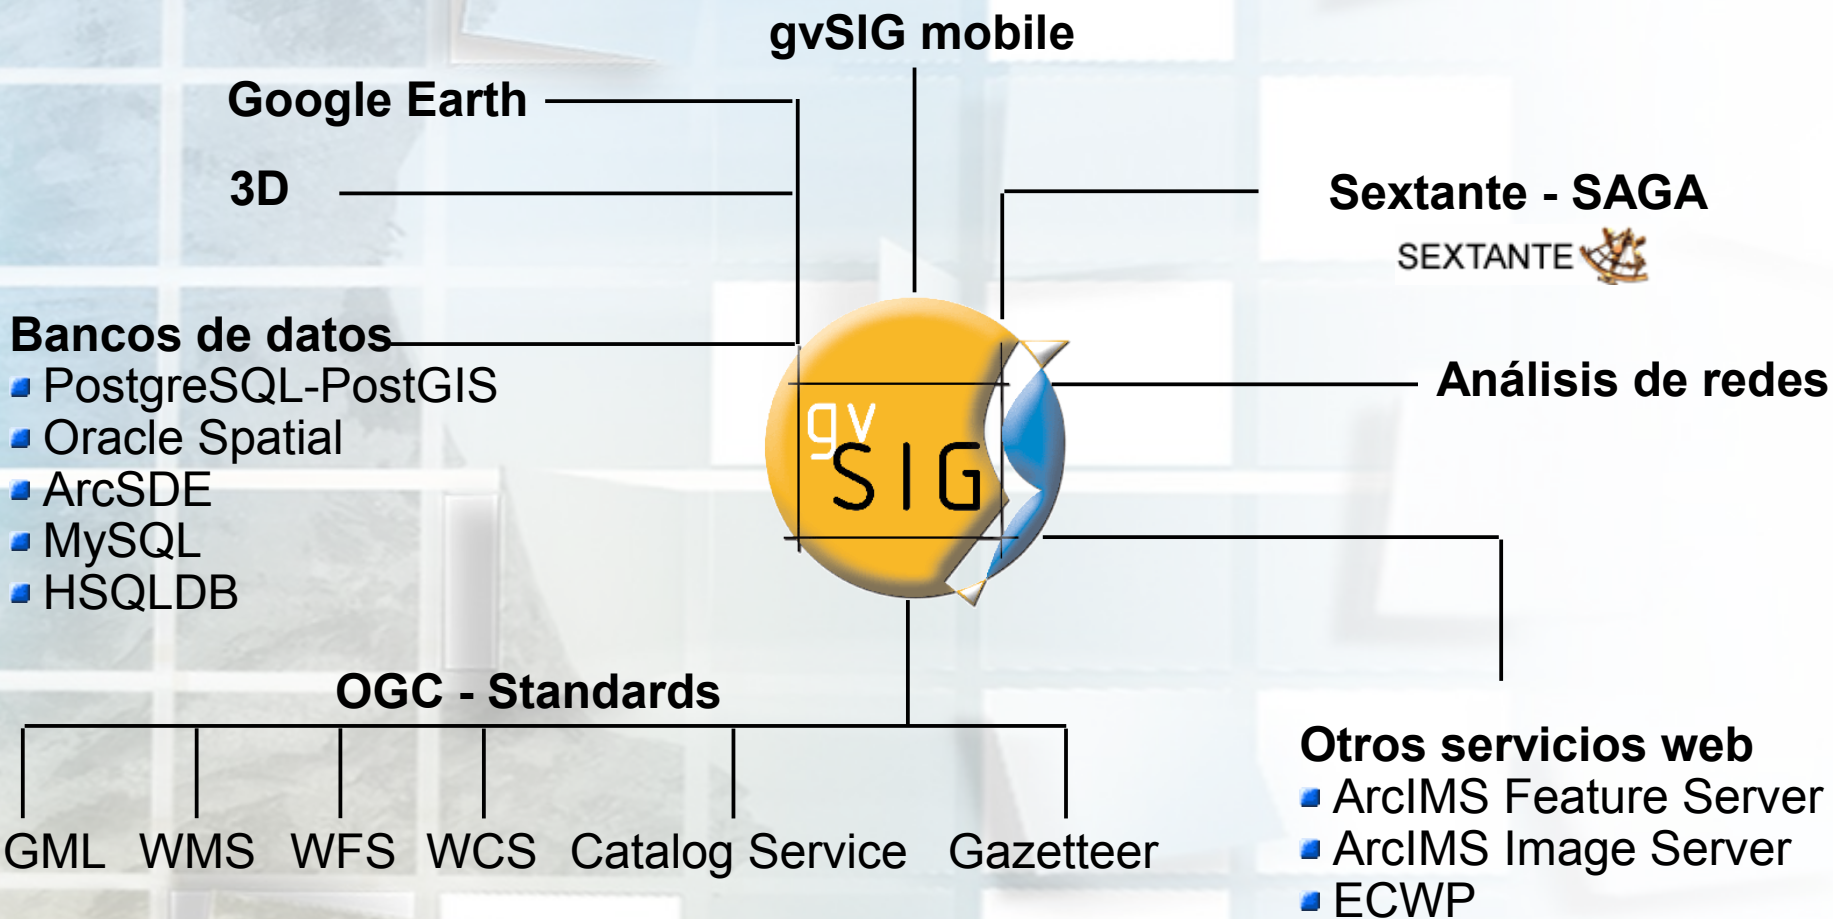 gvSIG mobile
Google Earth
3D
Sextante - SAGA
SEXTANTE
Bancos de datos
PostgreSQL-PostGIS
Oracle Spatial
ArcSDE
MySQL
HSQLDB
Análisis de redes
gv
SIG
OGC - Standards
GML WMS WFS WCS Catalog Service Gazetteer
Otros servicios web
ArcIMS Feature Server
ArcIMS Image Server
ECWP